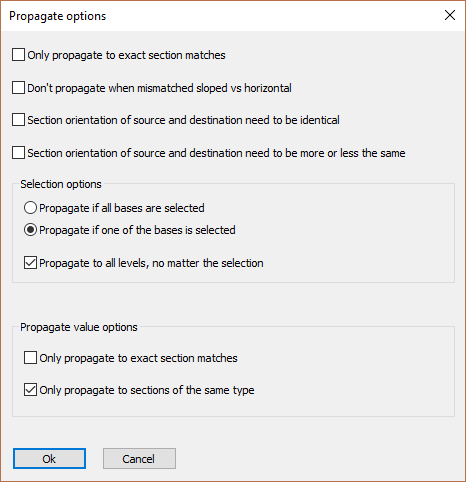 Propagate options
Only propagate to exact section matches
Don't propagate when mismatched sloped vs horizontal
Section orientation of source and destination need to be identical
Section orientation of source and destination need to be more or less the same
Selection options
Propagate if all bases are selected
Propagate if one of the bases is selected
Propagate to all levels, no matter the selection
Propagate value options
Only propagate to exact section matches
Only propagate to sections of the same type
Ok
Cancel